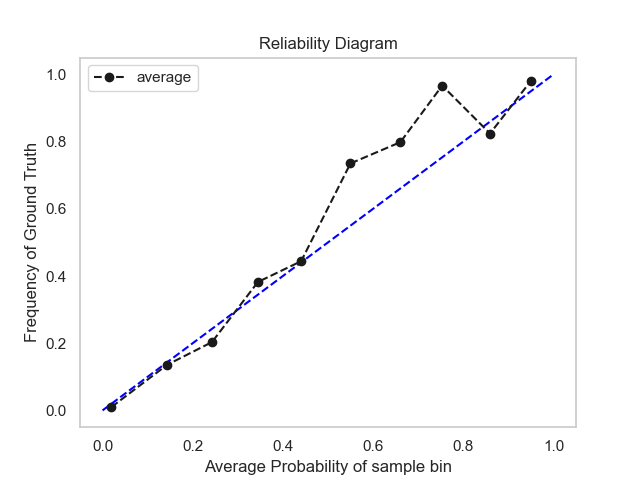 Reliability Diagram
average
1.0
0.8
0.6
0.4
0.2
0.0
Frequency of Ground Truth
0.0 0.2 0.4 0.6 0.8 1.0
Average Probability of sample bin